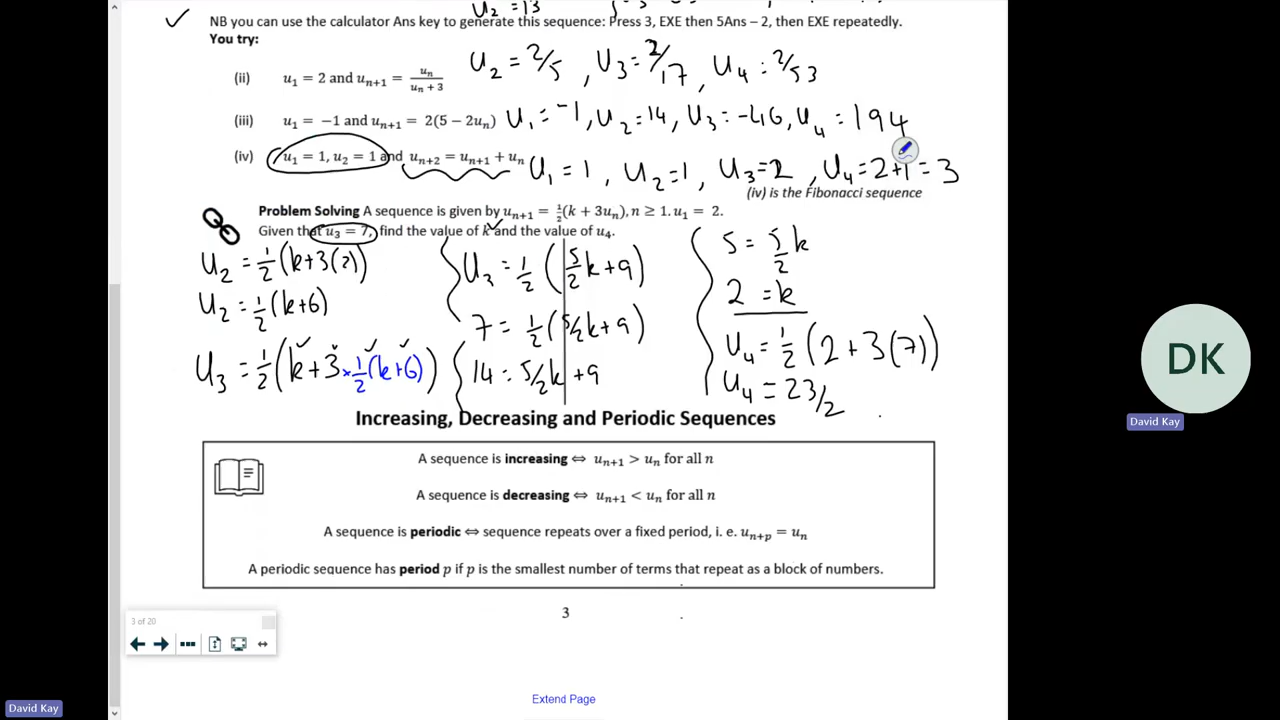 U₂ = 13
NB you can use the calculator Ans key to generate this sequence: Press 3, EXE then 5Ans – 2, then EXE repeatedly.
You try:
(ii) u₁ = 2 and uₙ₊₁ = uₙ/(uₙ + 3) U₂ = 2/5 , U₃ = 2/17 , U₄ = 2/53
(iii) u₁ = −1 and uₙ₊₁ = 2(5 − 2uₙ) U₁ = -1 , U₂ = 14 , U₃ = -46 , U₄ = 194
(iv) u₁ = 1, u₂ = 1 and uₙ₊₂ = uₙ₊₁ + uₙ U₁ = 1 , U₂ = 1 , U₃ = 2 , U₄ = 2+1 = 3
(iv) is the Fibonacci sequence
Problem Solving A sequence is given by uₙ₊₁ = ½(k + 3uₙ), n ≥ 1. u₁ = 2.
Given that u₃ = 7, find the value of k and the value of u₄.
U₂ = ½(k+3(2))
U₂ = ½(k+6)
U₃ = ½(k+3×½(k+6))
U₃ = ½(5/2k+9)
7 = ½(5/2k+9)
14 = 5/2k+9
5 = 5/2k
2 = k
U₄ = ½(2+3(7))
U₄ = 23/2
Increasing, Decreasing and Periodic Sequences
A sequence is increasing ⇔ uₙ₊₁ > uₙ for all n
A sequence is decreasing ⇔ uₙ₊₁ < uₙ for all n
A sequence is periodic ⇔ sequence repeats over a fixed period, i. e. uₙ₊ₚ = uₙ
A periodic sequence has period p if p is the smallest number of terms that repeat as a block of numbers.
3
3 of 20
Extend Page
DK
David Kay
David Kay